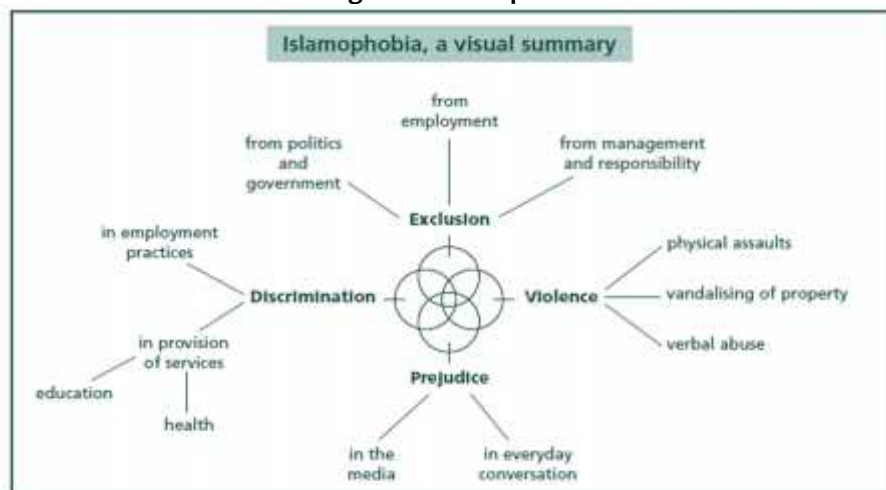 Islamophobia, a visual summary
from
employment
from politics
and
government
from management
and responsibility
Exclusion
in employment
practices
physical assaults
Discrimination
Violence
vandalising of property
in provision
of services
verbal abuse
education
health
Prejudice
in the
media
in everyday
conversation